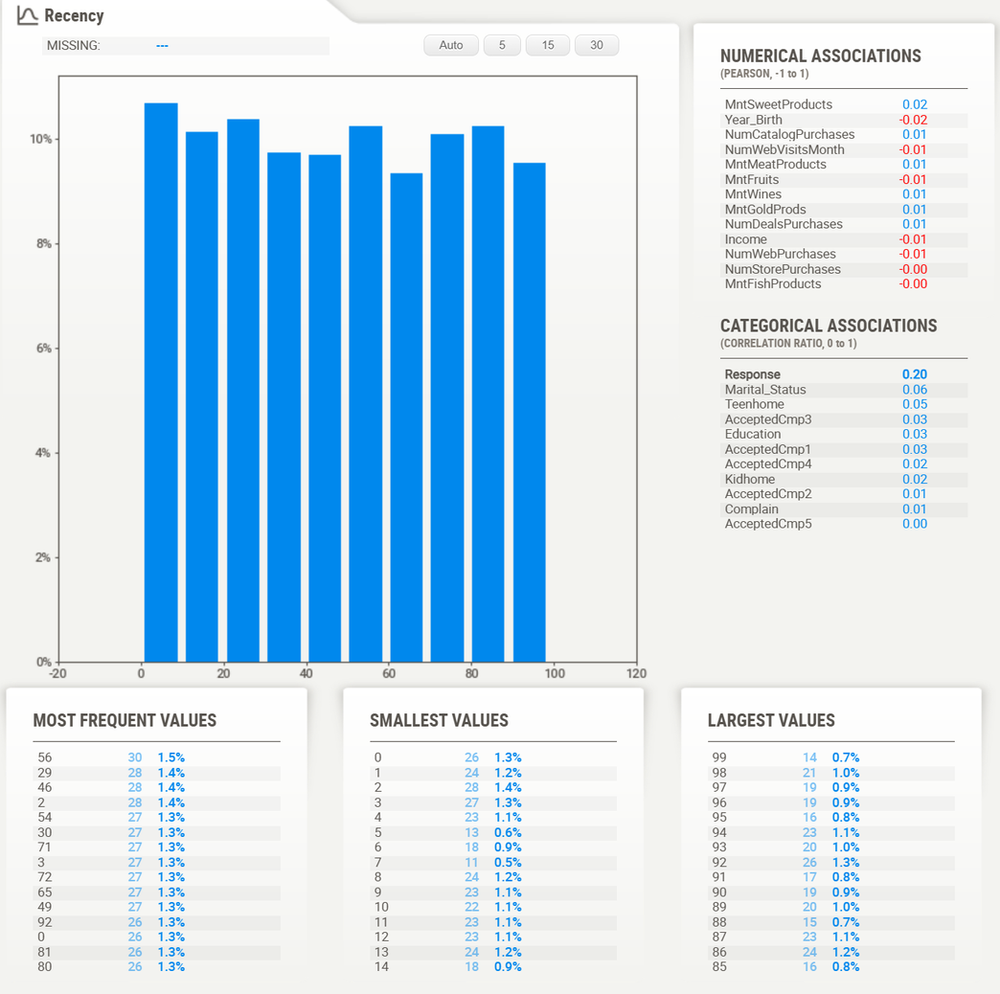 Recency
MISSING: ---
Auto 5 15 30
10%
8%
6%
4%
2%
0%
-20 0 20 40 60 80 100 120
NUMERICAL ASSOCIATIONS
(PEARSON, -1 to 1)
MntSweetProducts 0.02
Year_Birth -0.02
NumCatalogPurchases 0.01
NumWebVisitsMonth -0.01
MntMeatProducts 0.01
MntFruits -0.01
MntWines 0.01
MntGoldProds 0.01
NumDealsPurchases 0.01
Income -0.01
NumWebPurchases -0.01
NumStorePurchases -0.00
MntFishProducts -0.00
CATEGORICAL ASSOCIATIONS
(CORRELATION RATIO, 0 to 1)
Response 0.20
Marital_Status 0.06
Teenhome 0.05
AcceptedCmp3 0.03
Education 0.03
AcceptedCmp1 0.03
AcceptedCmp4 0.02
Kidhome 0.02
AcceptedCmp2 0.01
Complain 0.01
AcceptedCmp5 0.00
MOST FREQUENT VALUES
56 30 1.5%
29 28 1.4%
46 28 1.4%
2 28 1.4%
54 27 1.3%
30 27 1.3%
71 27 1.3%
3 27 1.3%
72 27 1.3%
65 27 1.3%
49 27 1.3%
92 26 1.3%
0 26 1.3%
81 26 1.3%
80 26 1.3%
SMALLEST VALUES
0 26 1.3%
1 24 1.2%
2 28 1.4%
3 27 1.3%
4 23 1.1%
5 13 0.6%
6 18 0.9%
7 11 0.5%
8 24 1.2%
9 23 1.1%
10 22 1.1%
11 23 1.1%
12 23 1.1%
13 24 1.2%
14 18 0.9%
LARGEST VALUES
99 14 0.7%
98 21 1.0%
97 19 0.9%
96 19 0.9%
95 16 0.8%
94 23 1.1%
93 20 1.0%
92 26 1.3%
91 17 0.8%
90 19 0.9%
89 20 1.0%
88 15 0.7%
87 23 1.1%
86 24 1.2%
85 16 0.8%